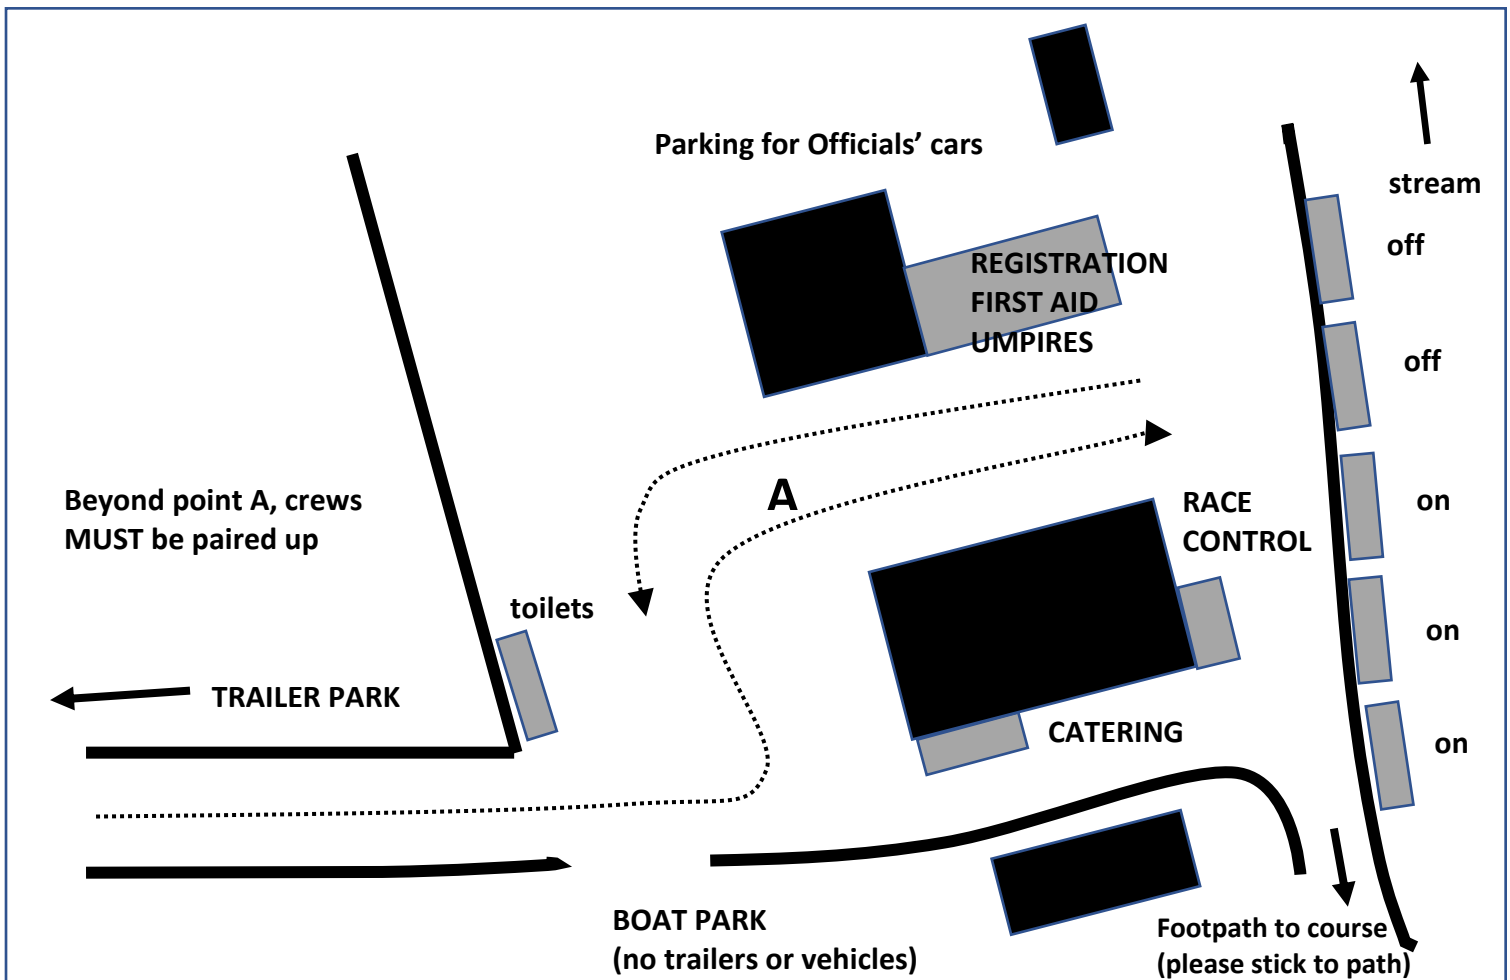 Parking for Officials’ cars
stream
off
REGISTRATION
FIRST AID
UMPIRES
off
A
Beyond point A, crews
MUST be paired up
RACE
CONTROL
on
toilets
on
TRAILER PARK
CATERING
on
BOAT PARK
(no trailers or vehicles)
Footpath to course
(please stick to path)